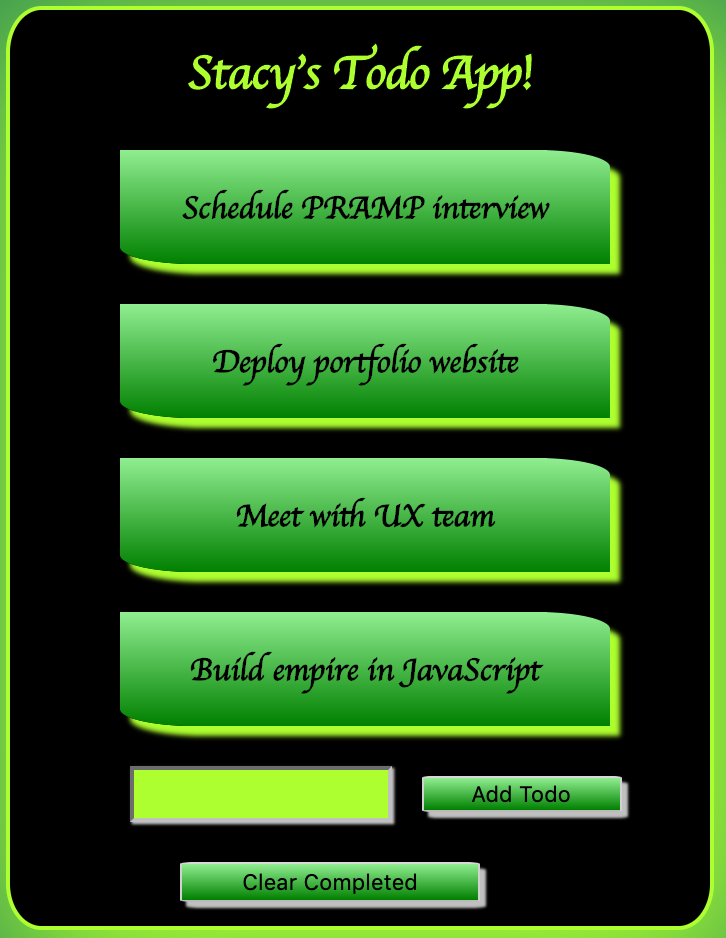 Stacy's Todo App!
Schedule PRAMP interview
Deploy portfolio website
Meet with UX team
Build empire in JavaScript
Add Todo
Clear Completed